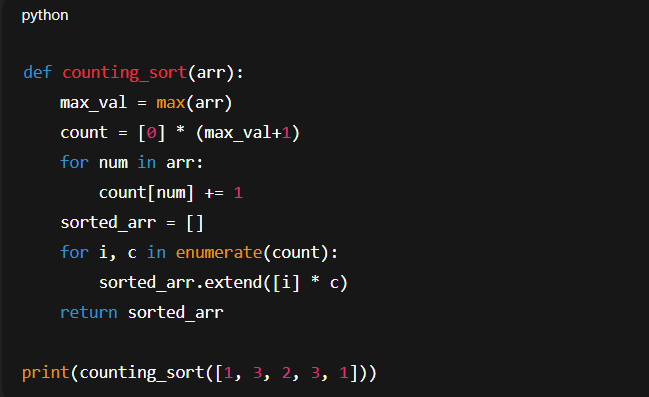 python
def counting_sort(arr):
    max_val = max(arr)
    count = [0] * (max_val+1)
    for num in arr:
        count[num] += 1
    sorted_arr = []
    for i, c in enumerate(count):
        sorted_arr.extend([i] * c)
    return sorted_arr
print(counting_sort([1, 3, 2, 3, 1]))